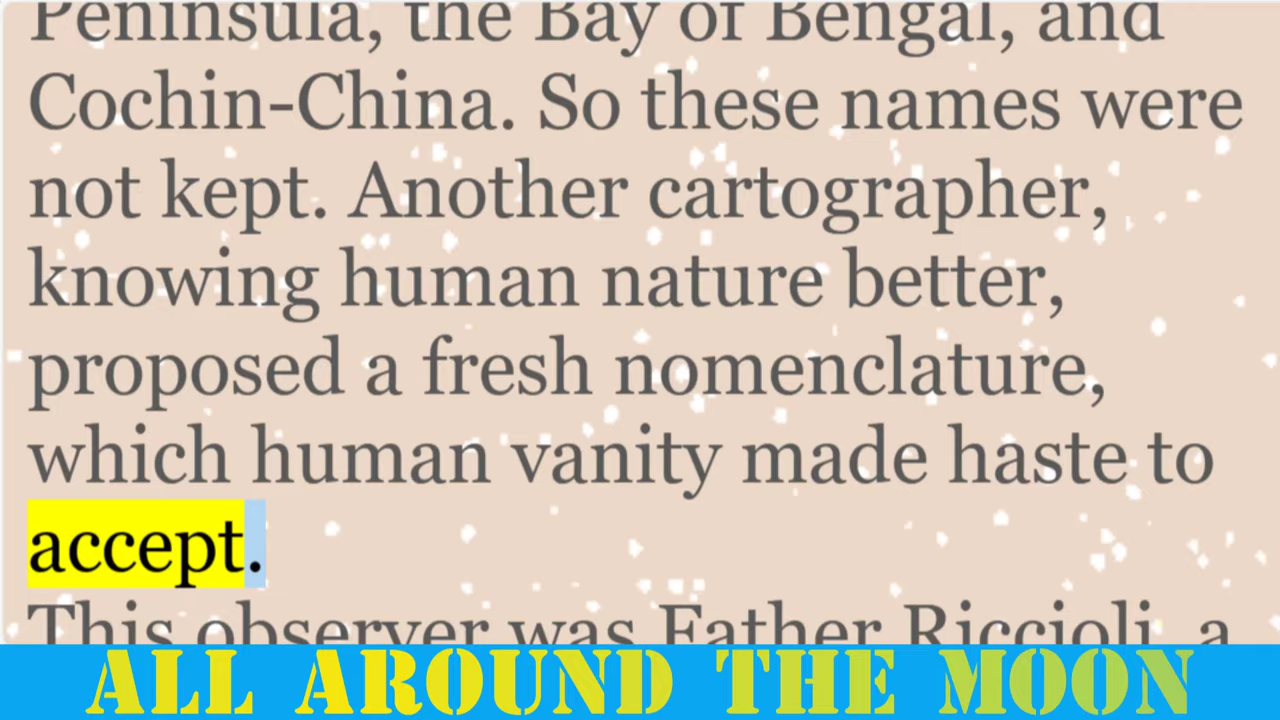 Peninsula, the Bay of Bengal, and
Cochin-China. So these names were
not kept. Another cartographer,
knowing human nature better,
proposed a fresh nomenclature,
which human vanity made haste to
accept.
This observer was Father Riccioli, a
ALL AROUND THE MOON